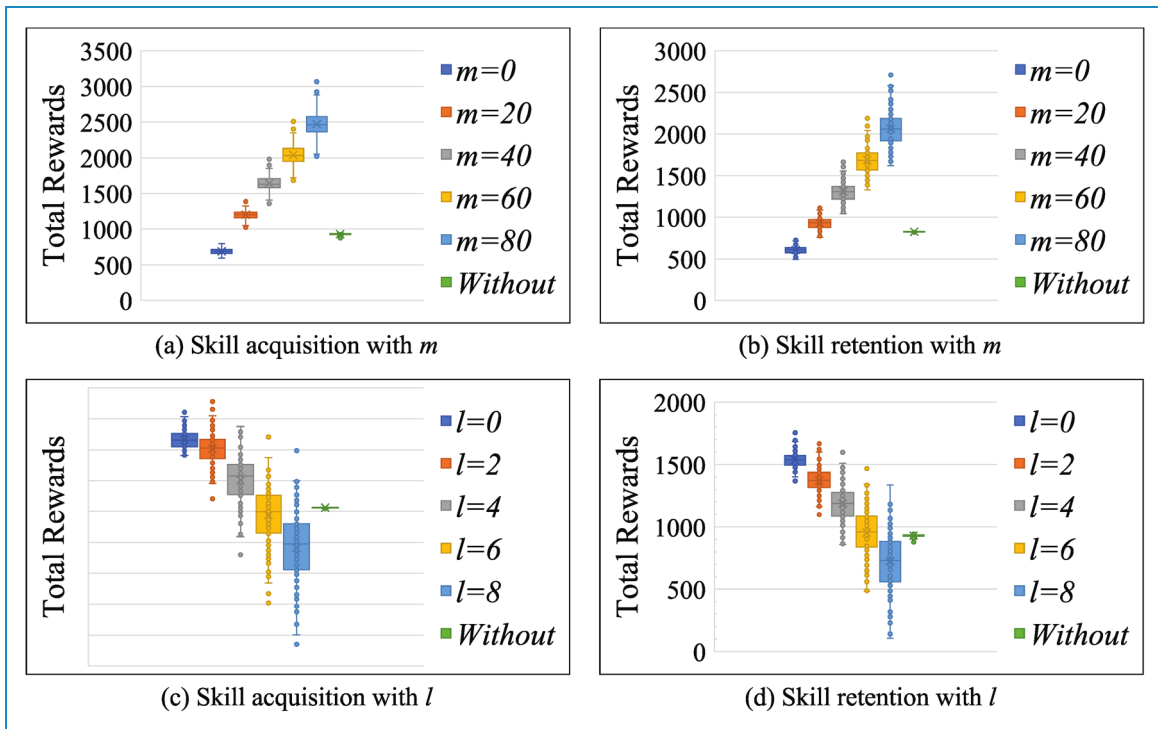 Total Rewards
3500
3000
2500
2000
1500
1000
500
0
m=0
m=20
m=40
m=60
m=80
Without
(a) Skill acquisition with m
Total Rewards
3000
2500
2000
1500
1000
500
0
m=0
m=20
m=40
m=60
m=80
Without
(b) Skill retention with m
Total Rewards
l=0
l=2
l=4
l=6
l=8
Without
(c) Skill acquisition with l
Total Rewards
2000
1500
1000
500
0
l=0
l=2
l=4
l=6
l=8
Without
(d) Skill retention with l